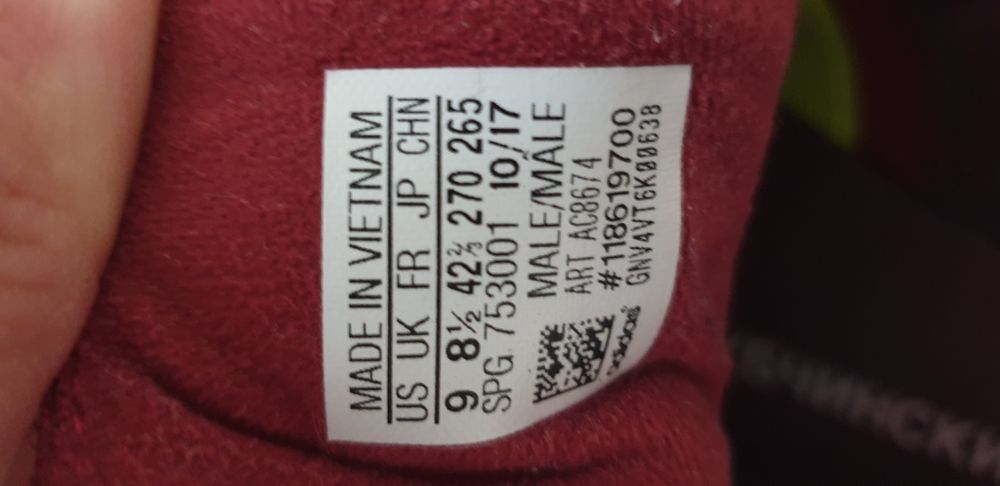 MADE IN VIETNAM
US UK FR JP CHN
9 8½ 42⅔ 270 265
SPG 753001 10/17
MALE/MÂLE
ART AC8674
#118619700
GNV4VT6K00638
adidas